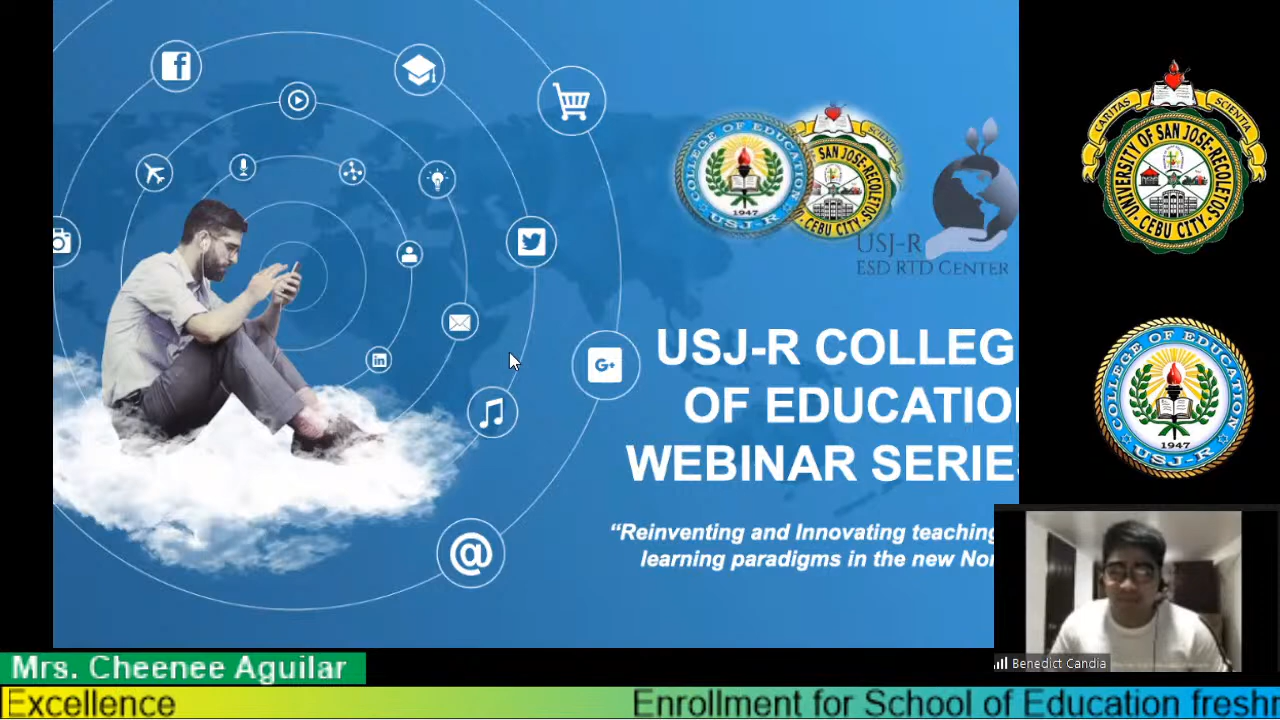 COLLEGE OF EDUCATION
1947
USJ-R
SAN JOSE-RECOLETOS
CEBU CITY
USJ-R
ESD RTD CENTER
USJ-R COLLEG
OF EDUCATIO
WEBINAR SERIES
“Reinventing and Innovating teaching
learning paradigms in the new Nor
CARITAS
SCIENTIA
UNIVERSITY OF SAN JOSE-RECOLETOS
CEBU CITY
COLLEGE OF EDUCATION
1947
USJ-R
Benedict Candia
Mrs. Cheenee Aguilar
Excellence
Enrollment for School of Education freshr